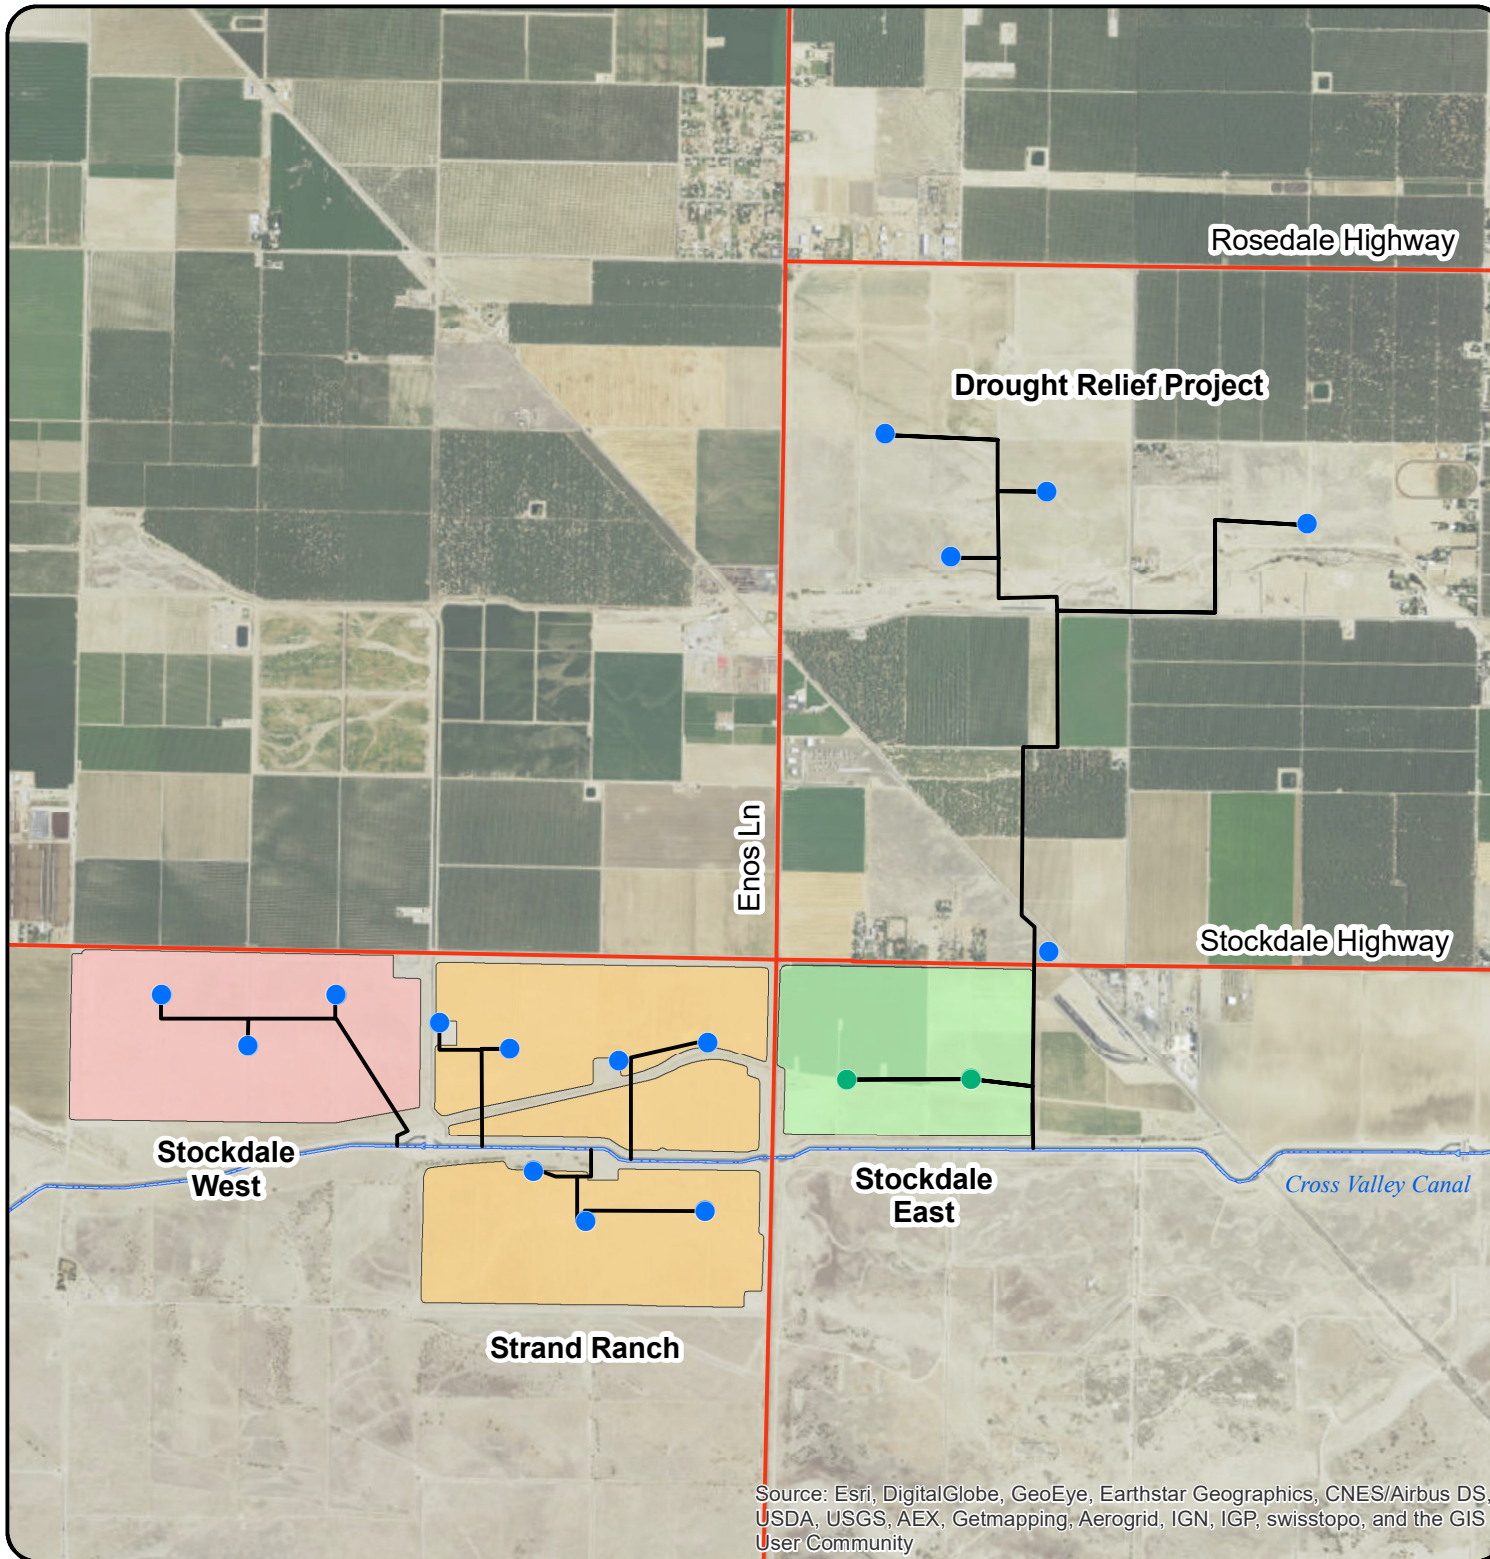 Rosedale Highway
Drought Relief Project
Enos Ln
Stockdale Highway
Stockdale
West
Stockdale
East
Cross Valley Canal
Strand Ranch
Source: Esri, DigitalGlobe, GeoEye, Earthstar Geographics, CNES/Airbus DS,
USDA, USGS, AEX, Getmapping, Aerogrid, IGN, IGP, swisstopo, and the GIS
User Community